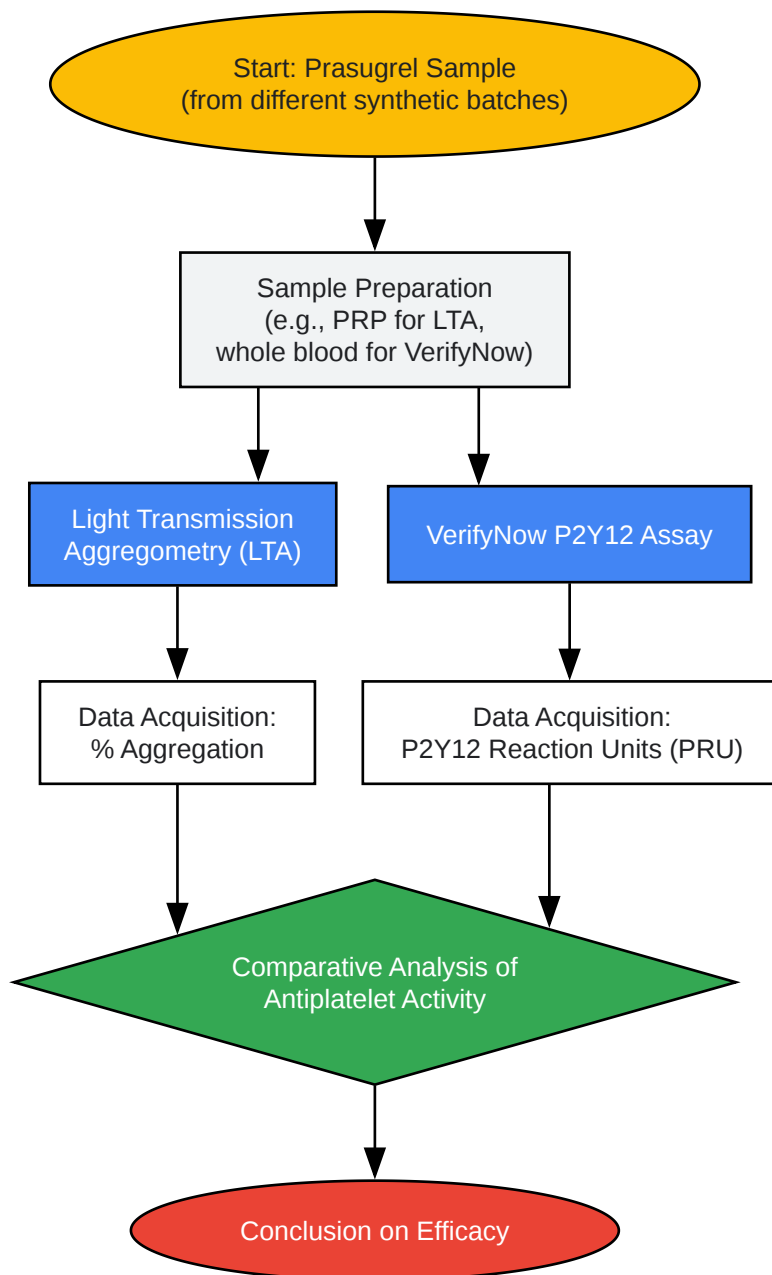 Start: Prasugrel Sample
(from different synthetic batches)
Sample Preparation
(e.g., PRP for LTA,
whole blood for VerifyNow)
Light Transmission
Aggregometry (LTA)
VerifyNow P2Y12 Assay
Data Acquisition:
% Aggregation
Data Acquisition:
P2Y12 Reaction Units (PRU)
Comparative Analysis of
Antiplatelet Activity
Conclusion on Efficacy